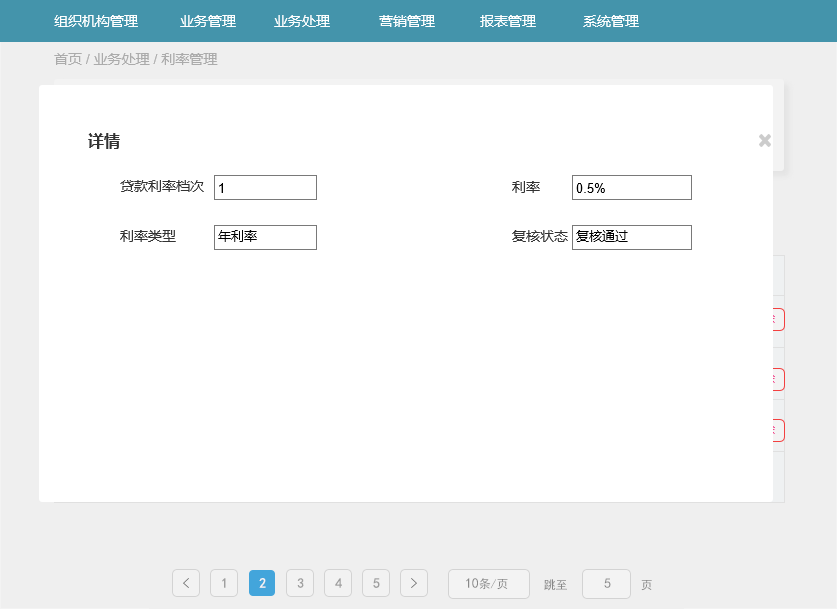 组织机构管理 业务管理 业务处理 营销管理 报表管理 系统管理
首页 / 业务处理 / 利率管理
详情
贷款利率档次 1 利率 0.5%
利率类型 年利率 复核状态 复核通过
1 2 3 4 5 10条/页 跳至 5 页